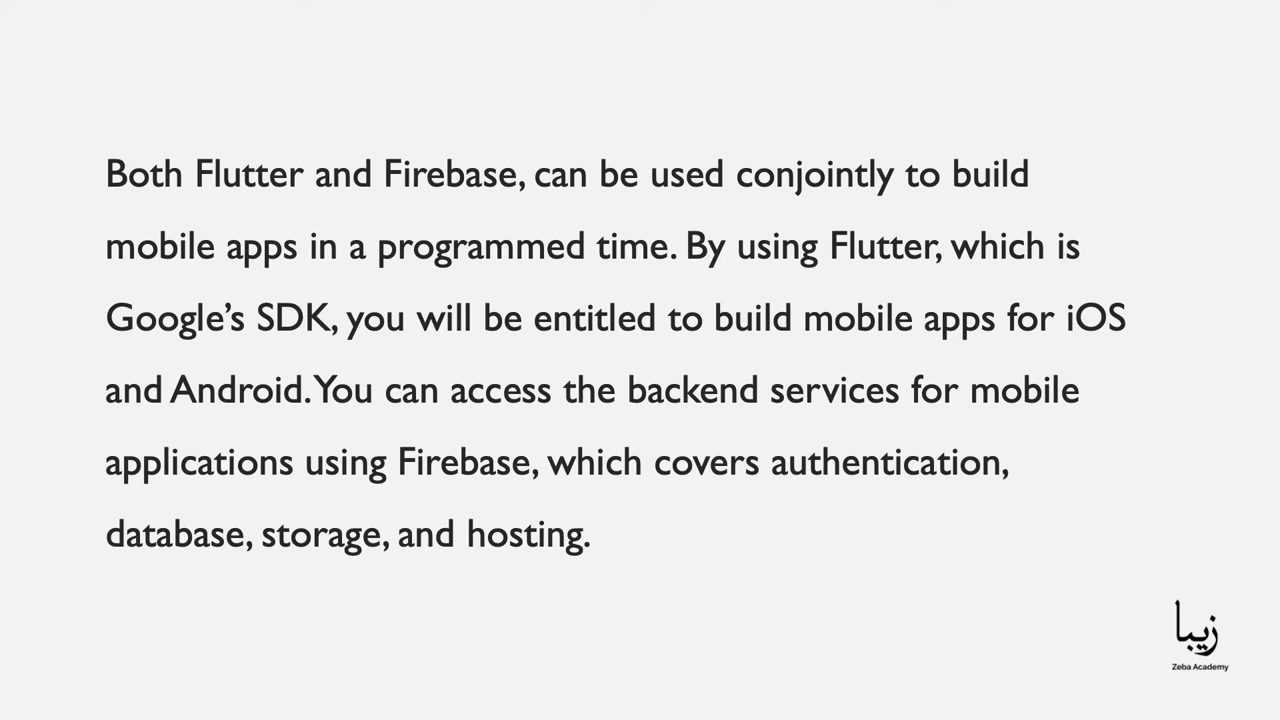 Both Flutter and Firebase, can be used conjointly to build
mobile apps in a programmed time. By using Flutter, which is
Google’s SDK, you will be entitled to build mobile apps for iOS
and Android. You can access the backend services for mobile
applications using Firebase, which covers authentication,
database, storage, and hosting.
زیبا
Zeba Academy